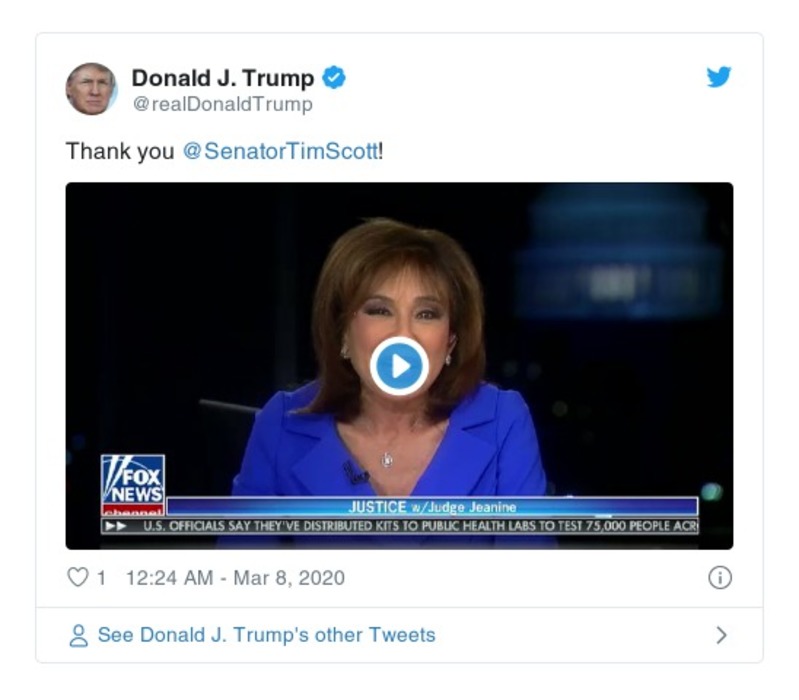 Donald J. Trump
@realDonaldTrump
Thank you @SenatorTimScott!
FOX
NEWS
channel
JUSTICE w/Judge Jeanine
U.S. OFFICIALS SAY THEY'VE DISTRIBUTED KITS TO PUBLIC HEALTH LABS TO TEST 75,000 PEOPLE ACR
1 12:24 AM - Mar 8, 2020
See Donald J. Trump's other Tweets